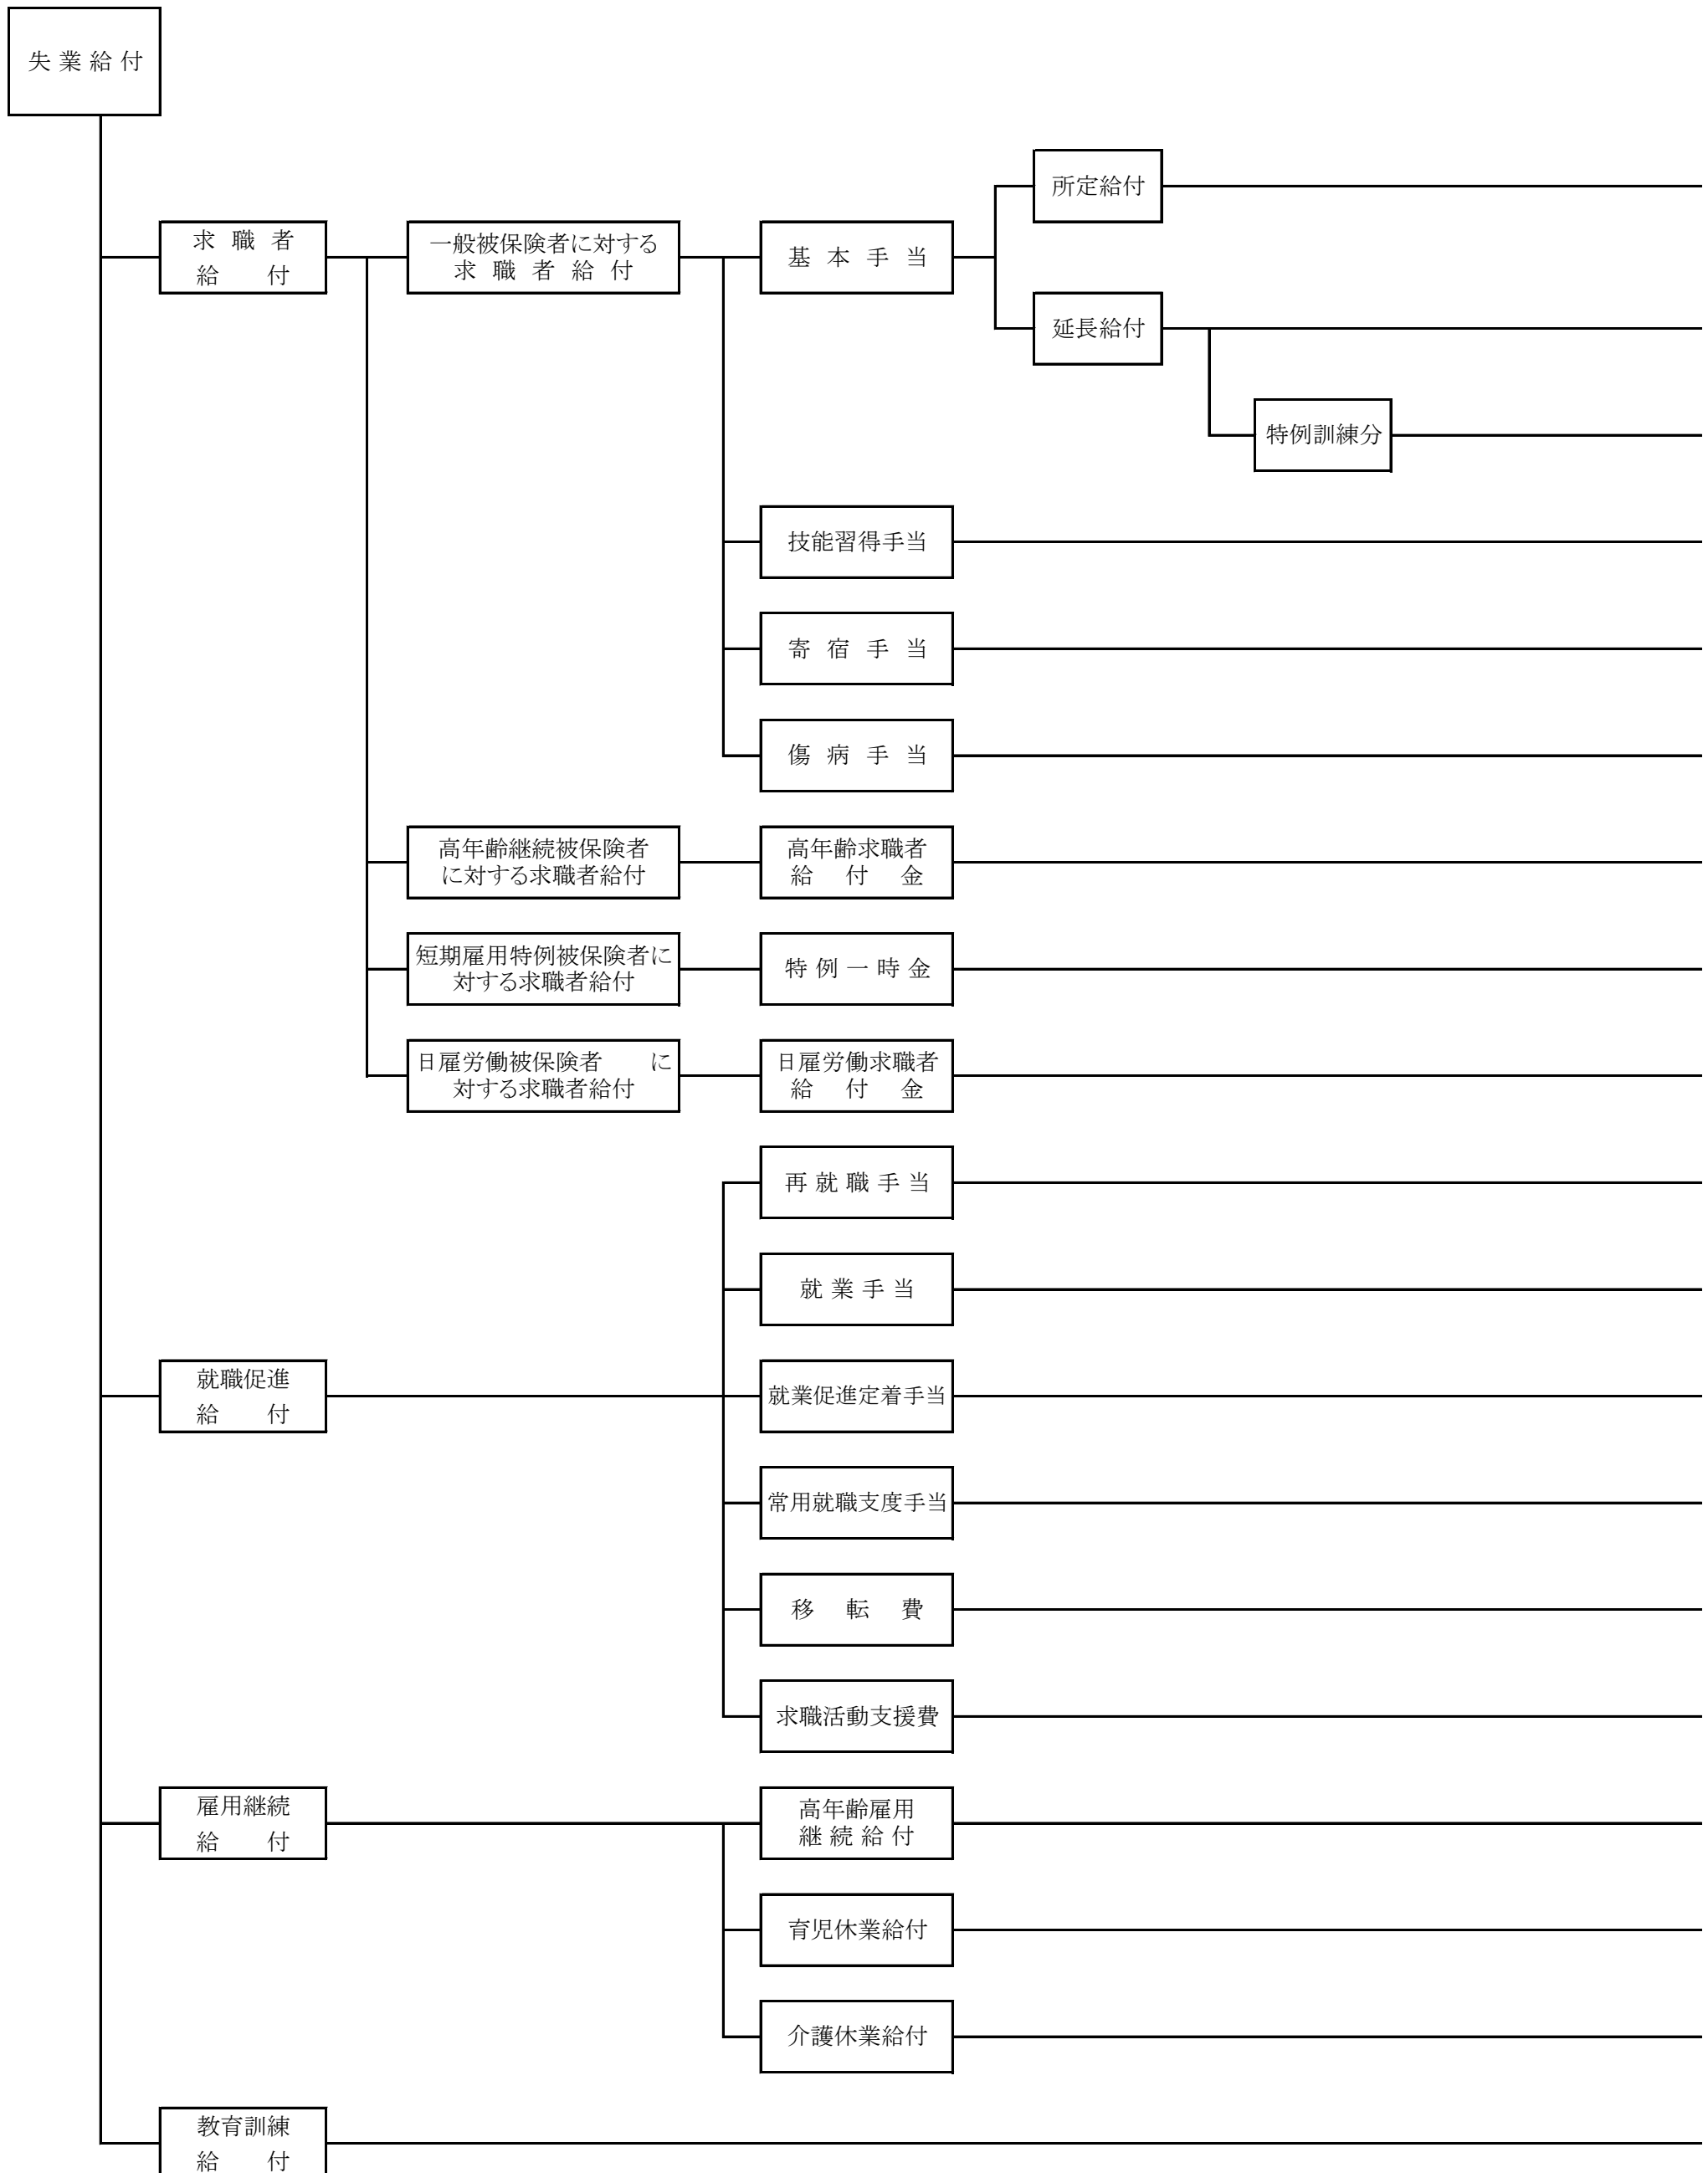 失業給付
所定給付
求職者
給付
一般被保険者に対する
求職者給付
基本手当
延長給付
特例訓練分
技能習得手当
寄宿手当
傷病手当
高年齢継続被保険者
に対する求職者給付
高年齢求職者
給付金
短期雇用特例被保険者に
対する求職者給付
特例一時金
日雇労働被保険者 に
対する求職者給付
日雇労働求職者
給付金
再就職手当
就業手当
就職促進
給付
就業促進定着手当
常用就職支度手当
移転費
求職活動支援費
雇用継続
給付
高年齢雇用
継続給付
育児休業給付
介護休業給付
教育訓練
給付